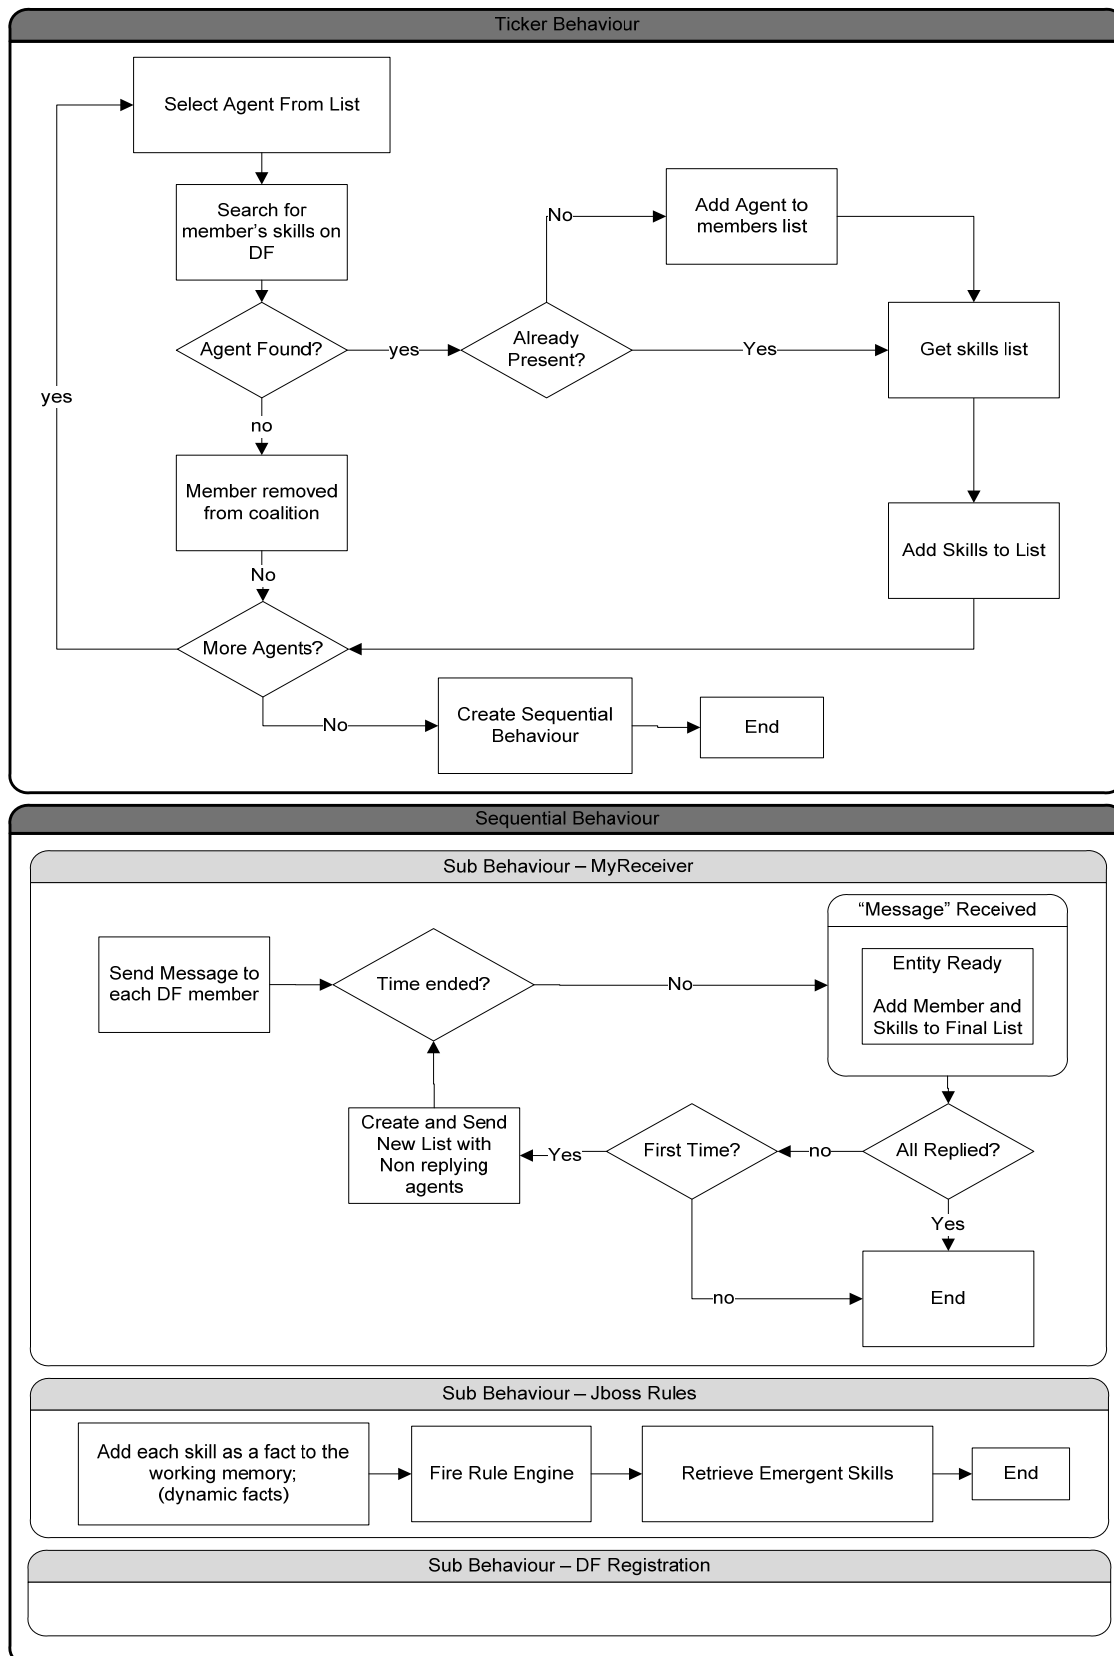 Ticker Behaviour
Select Agent From List
Search for
member's skills on
DF
No
Add Agent to
members list
Agent Found?
yes
Already
Present?
Yes
Get skills list
yes
no
Member removed
from coalition
Add Skills to List
No
More Agents?
No
Create Sequential
Behaviour
End
Sequential Behaviour
Sub Behaviour – MyReceiver
“Message” Received
Send Message to
each DF member
Time ended?
No
Entity Ready
Add Member and
Skills to Final List
Create and Send
New List with
Non replying
agents
Yes
First Time?
no
All Replied?
Yes
no
End
Sub Behaviour – Jboss Rules
Add each skill as a fact to the
working memory;
(dynamic facts)
Fire Rule Engine
Retrieve Emergent Skills
End
Sub Behaviour – DF Registration